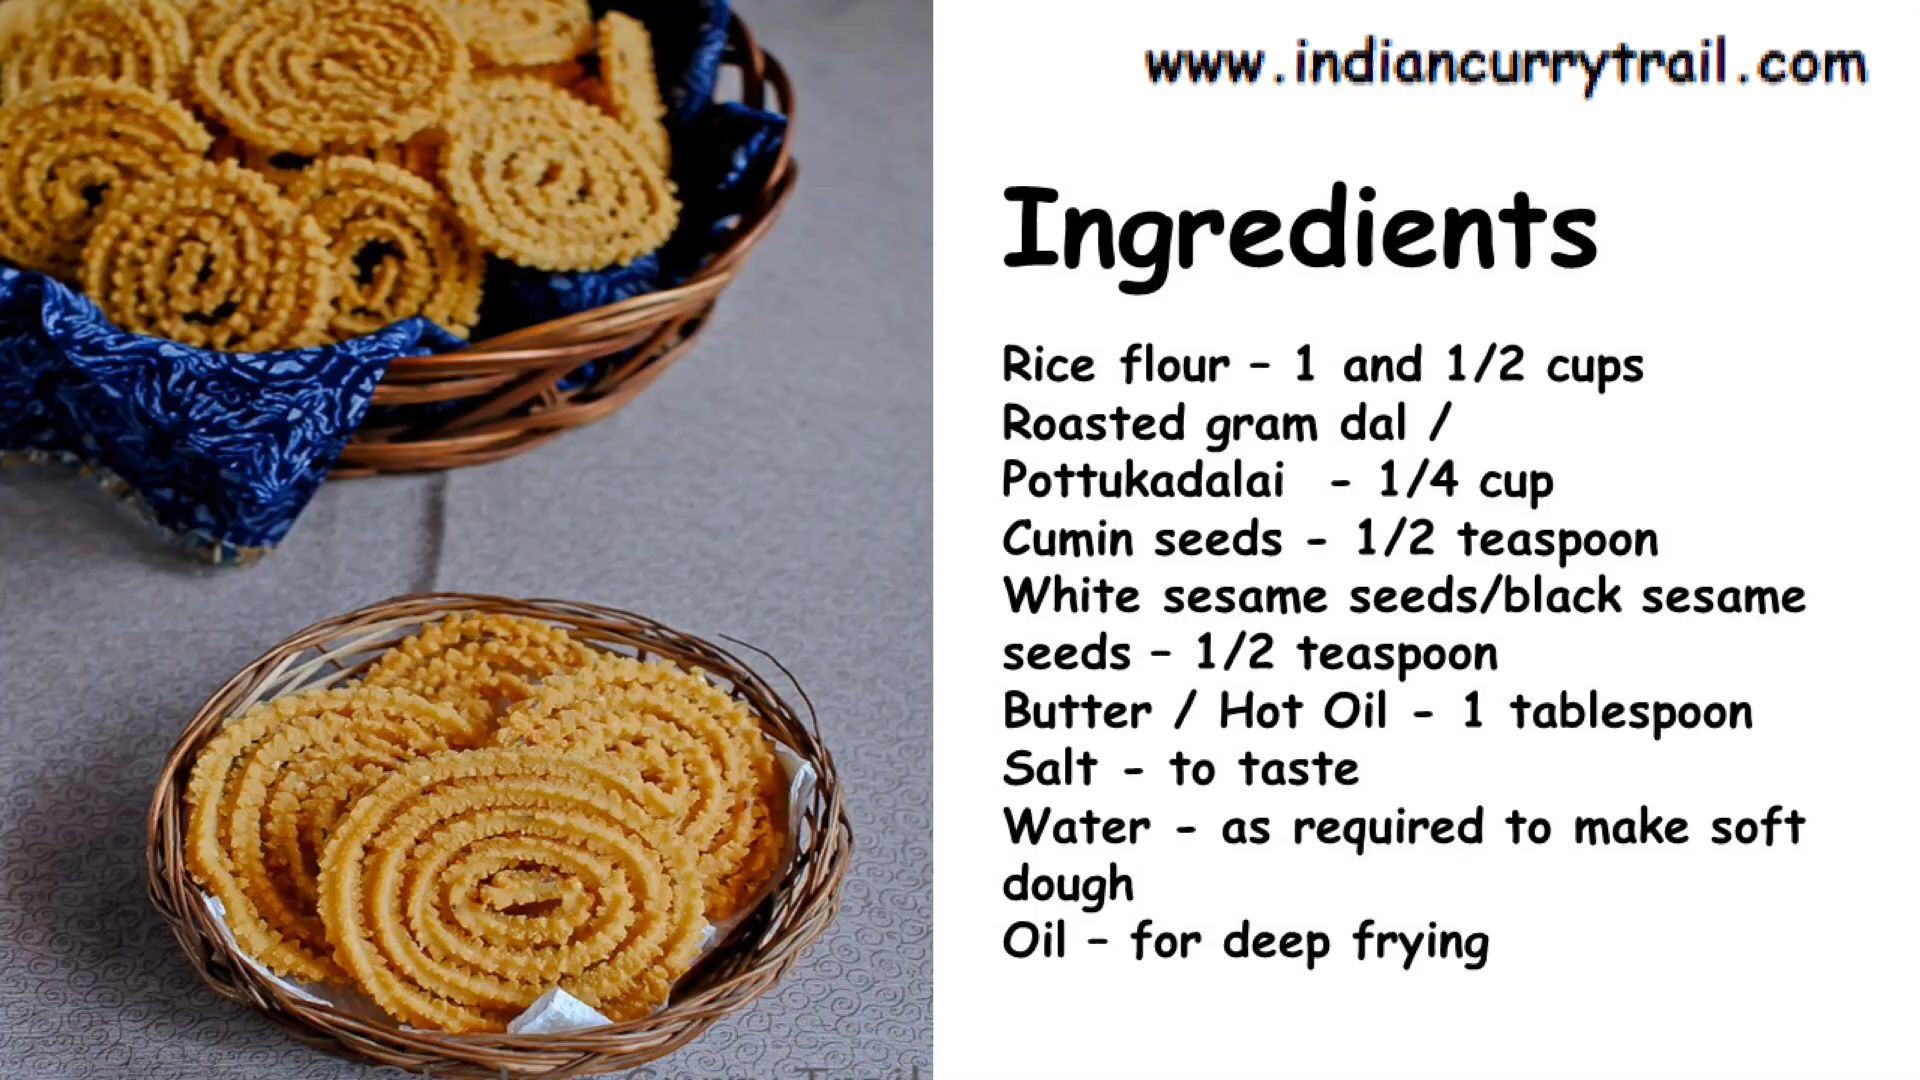 www.indiancurrytrail.com
Ingredients
Rice flour – 1 and 1/2 cups
Roasted gram dal /
Pottukadalai - 1/4 cup
Cumin seeds - 1/2 teaspoon
White sesame seeds/black sesame
seeds – 1/2 teaspoon
Butter / Hot Oil - 1 tablespoon
Salt - to taste
Water - as required to make soft
dough
Oil – for deep frying